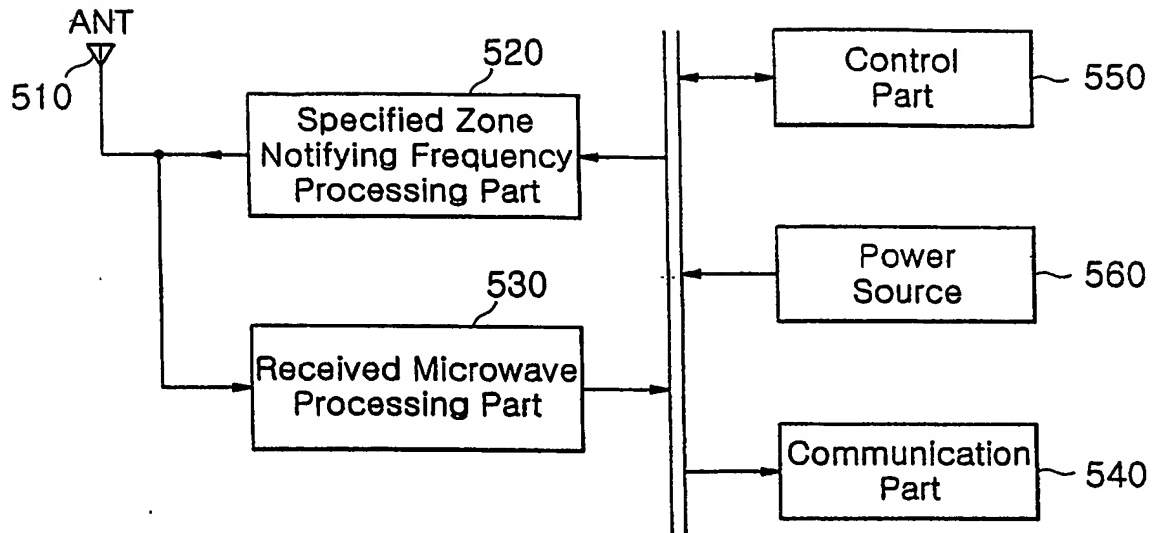 ANT
510
520
Specified Zone
Notifying Frequency
Processing Part
530
Received Microwave
Processing Part
Control
Part
550
Power
Source
560
Communication
Part
540